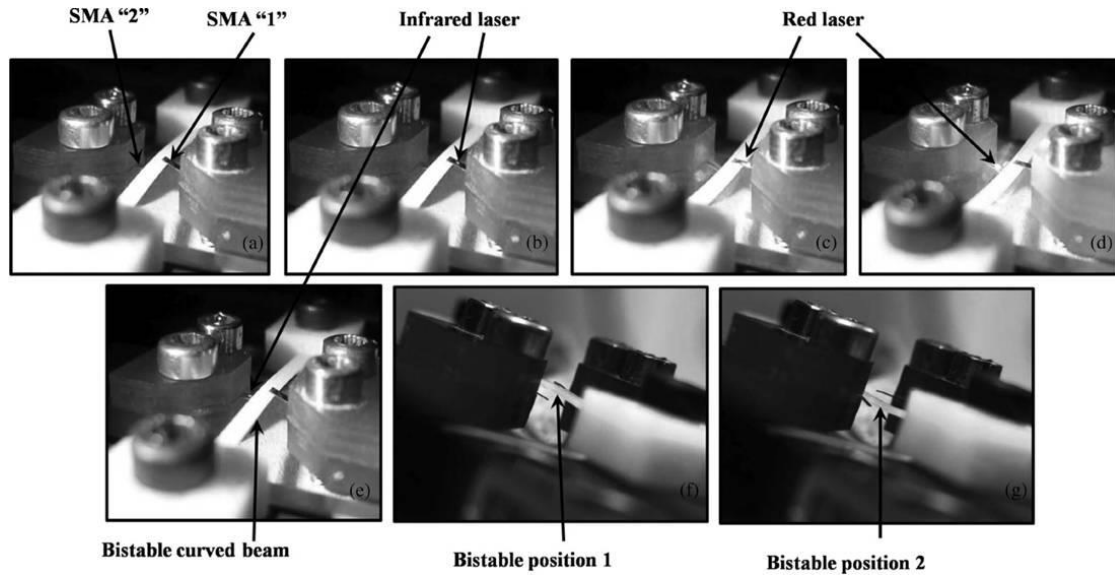 SMA “2”
SMA “1”
Infrared laser
Red laser
(a)
(b)
(c)
(d)
(e)
(f)
(g)
Bistable curved beam
Bistable position 1
Bistable position 2